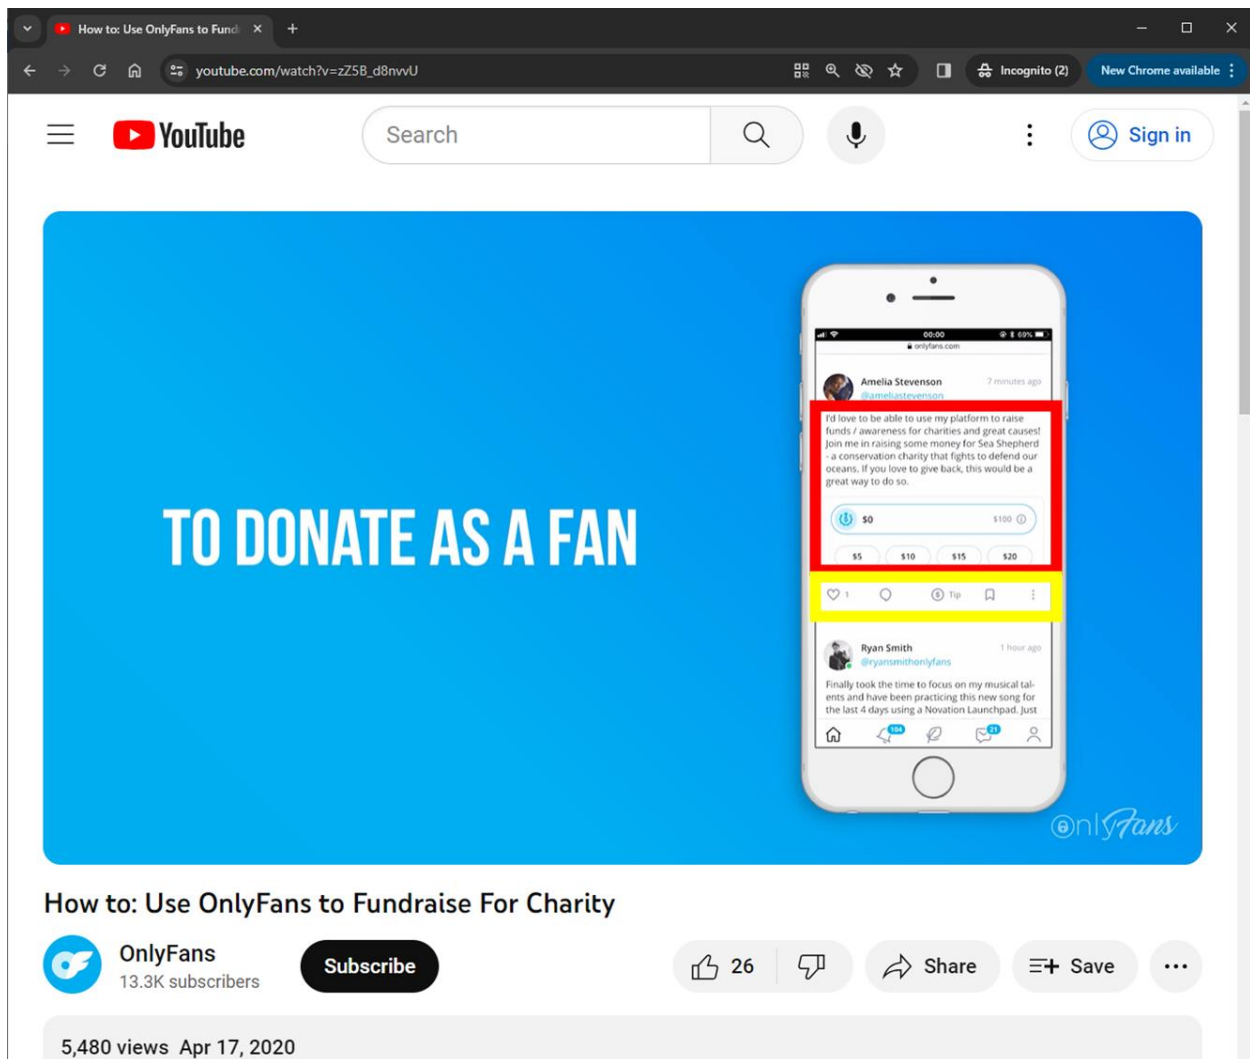 How to: Use OnlyFans to Fund
youtube.com/watch?v=zZ5B_d8nvvU
Incognito (2)
New Chrome available
YouTube
Search
Sign in
TO DONATE AS A FAN
00:00
69%
onlyfans.com
Amelia Stevenson
7 minutes ago
@ameliastevenson
I'd love to be able to use my platform to raise
funds / awareness for charities and great causes!
Join me in raising some money for Sea Shepherd
- a conservation charity that fights to defend our
oceans. If you love to give back, this would be a
great way to do so.
$0
$100
$5 $10 $15 $20
1
Tip
Ryan Smith
1 hour ago
@ryansmithonlyfans
Finally took the time to focus on my musical tal-
ents and have been practicing this new song for
the last 4 days using a Novation Launchpad. Just
104
21
OnlyFans
How to: Use OnlyFans to Fundraise For Charity
OnlyFans
13.3K subscribers
Subscribe
26
Share
Save
5,480 views Apr 17, 2020